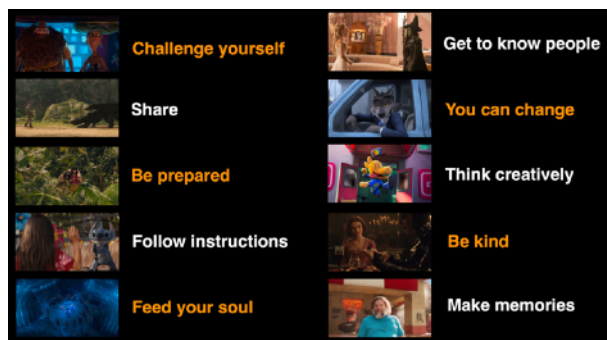 Challenge yourself
Get to know people
Share
You can change
Be prepared
Think creatively
Follow instructions
Be kind
Feed your soul
Make memories